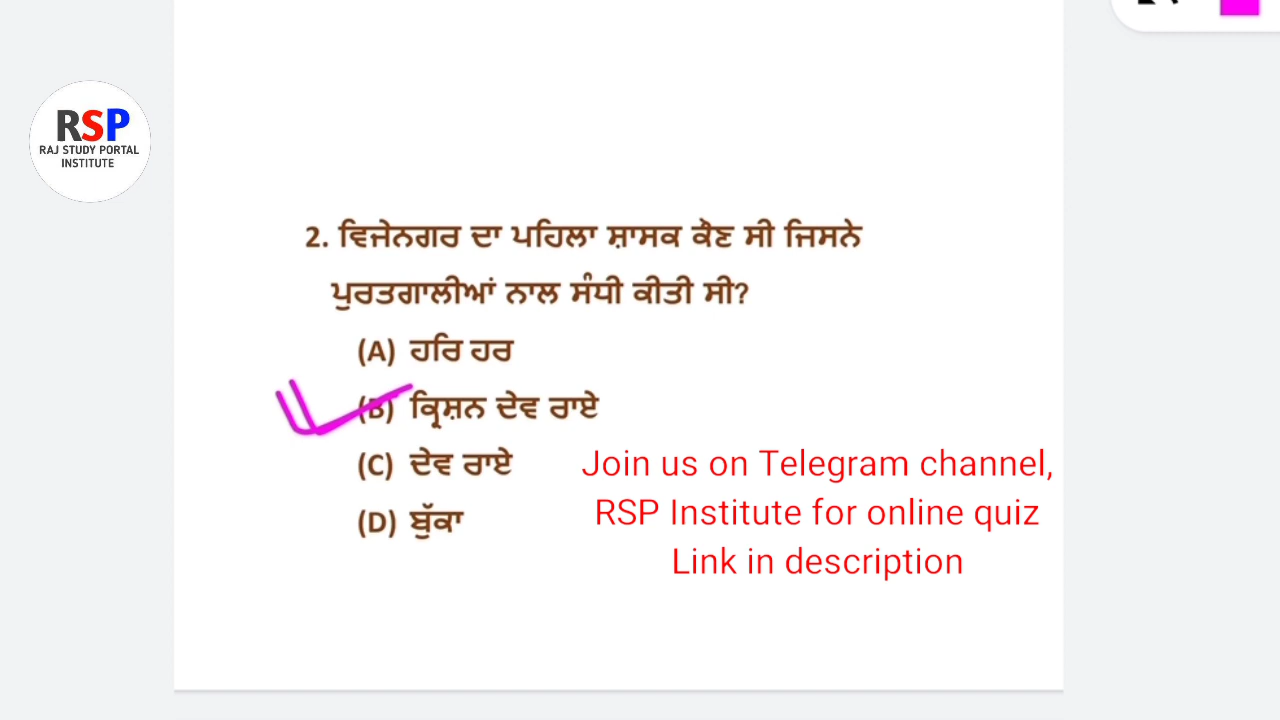 RSP
RAJ STUDY PORTAL
INSTITUTE
2. ਵਿਜੇਨਗਰ ਦਾ ਪਹਿਲਾ ਸ਼ਾਸਕ ਕੌਣ ਸੀ ਜਿਸਨੇ
ਪੁਰਤਗਾਲੀਆਂ ਨਾਲ ਸੰਧੀ ਕੀਤੀ ਸੀ?
(A) ਹਰਿ ਹਰ
(B) ਕ੍ਰਿਸ਼ਨ ਦੇਵ ਰਾਏ
(C) ਦੇਵ ਰਾਏ
(D) ਬੁੱਕਾ
Join us on Telegram channel,
RSP Institute for online quiz
Link in description